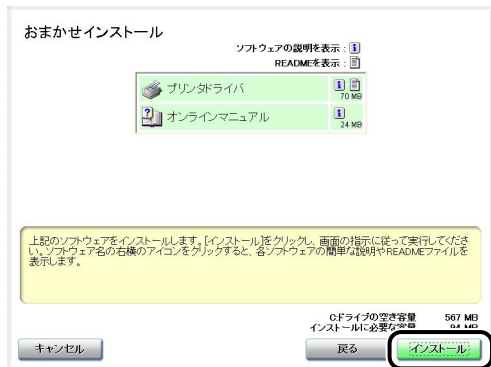 おまかせインストール
ソフトウェアの説明を表示 : i
READMEを表示 :
プリンタドライバ
i
70 MB
オンラインマニュアル
i
24 MB
上記のソフトウェアをインストールします。[インストール]をクリックし、画面の指示に従って実行してくださ
い。ソフトウェア名の右横のアイコンをクリックすると、各ソフトウェアの簡単な説明やREADMEファイルを
表示します。
C:ドライブの空き容量 567 MB
インストールに必要な容量 94 MB
キャンセル
戻る
インストール